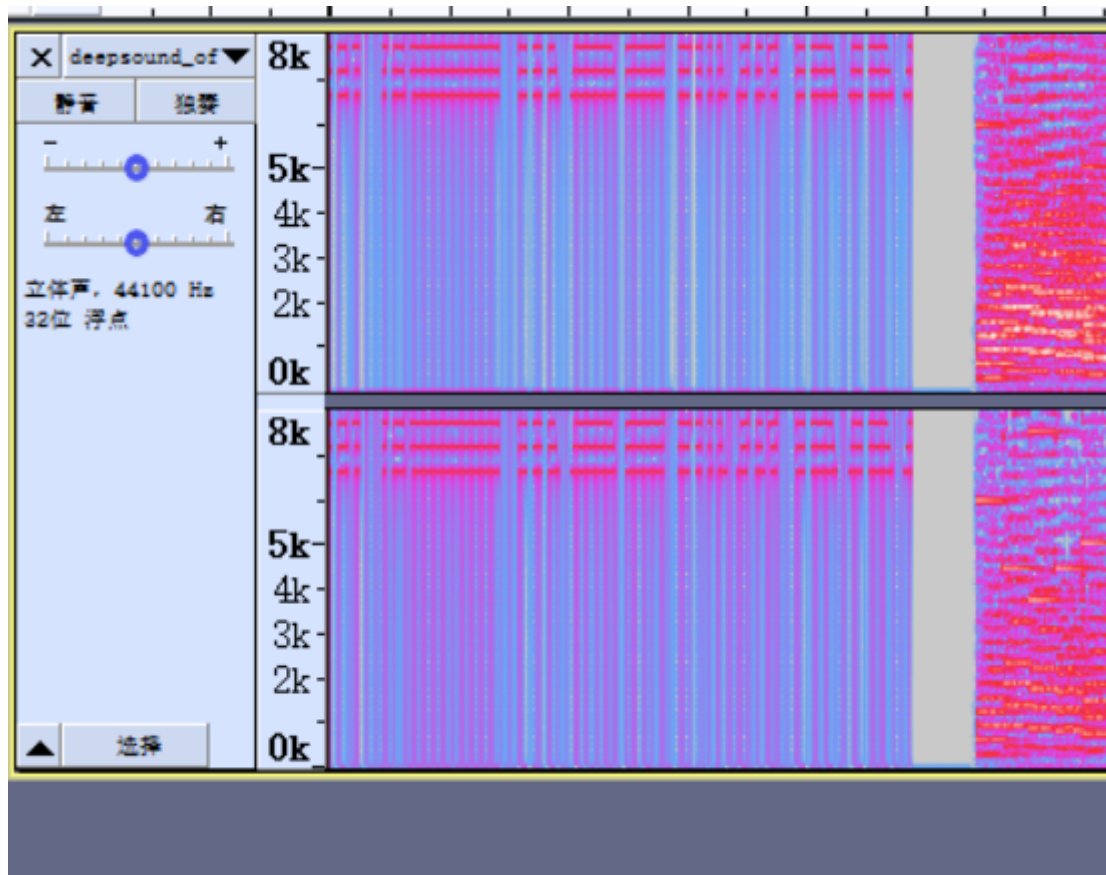 deepsound_of
静音 独奏
- +
左 右
立体声, 44100 Hz
32位 浮点
选择
8k
5k
4k
3k
2k
0k
8k
5k
4k
3k
2k
0k